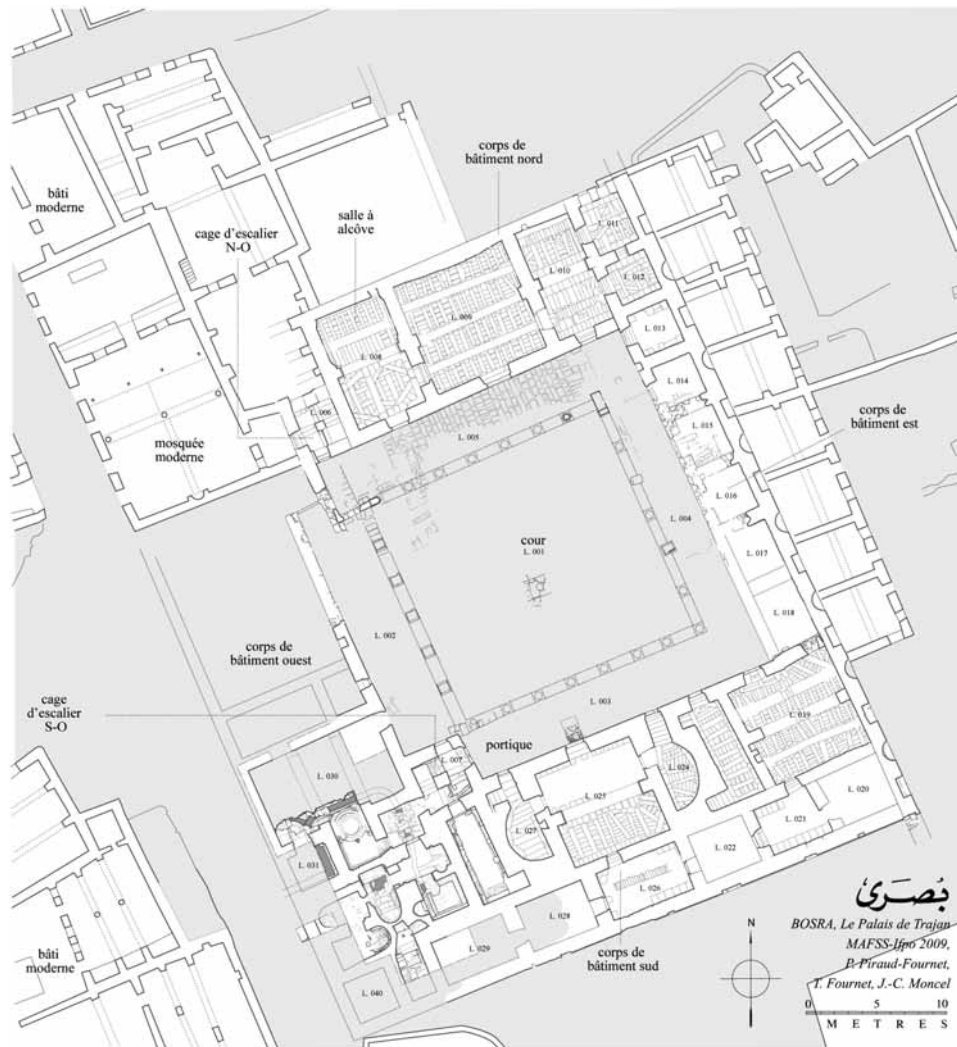 corps de
bâtiment nord
bâti
moderne
salle à
alcôve
cage d'escalier
N-O
L. 011
L. 010
L. 012
L. 009
L. 013
L. 008
L. 014
L. 006
L. 015
corps de
bâtiment est
L. 005
mosquée
moderne
L. 016
L. 004
cour
L. 001
L. 017
L. 018
L. 002
corps de
bâtiment ouest
L. 003
cage
d'escalier
S-O
portique
L. 019
L. 007
L. 024
L. 030
L. 025
L. 020
L. 027
L. 021
L. 022
L. 031
L. 026
L. 028
L. 029
L. 040
bâti
moderne
corps de
bâtiment sud
بُصرَى
BOSRA, Le Palais de Trajan
MAFSS-Ifpo 2009,
P. Piraud-Fournet,
T. Fournet, J.-C. Moncel
N
0 5 10
M E T R E S